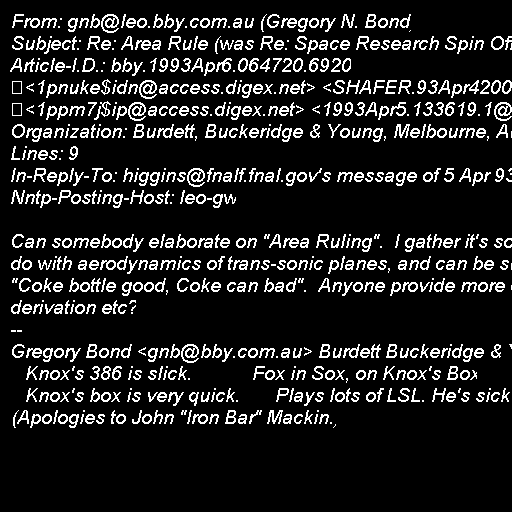 From: gnb@leo.bby.com.au (Gregory N. Bond
Subject: Re: Area Rule (was Re: Space Research Spin
Article-I.D.: bby.1993Apr6.064720.6920
<1pnuke$idn@access.digex.net> <SHAFER.93Apr4200
<1ppm7j$ip@access.digex.net> <1993Apr5.133619.1@
Organization: Burdett, Buckeridge & Young, Melbourne,
Lines: 9
In-Reply-To: higgins@fnalf.fnal.gov's message of 5 Apr 93
Nntp-Posting-Host: leo-gw
Can somebody elaborate on "Area Ruling".  I gather it's
do with aerodynamics of trans-sonic planes, and can be
"Coke bottle good, Coke can bad".  Anyone provide more
derivation etc?
--
Gregory Bond <gnb@bby.com.au> Burdett Buckeridge &
Knox's 386 is slick.            Fox in Sox, on Knox's Box
Knox's box is very quick.       Plays lots of LSL. He's sick
(Apologies to John "Iron Bar" Mackin.)